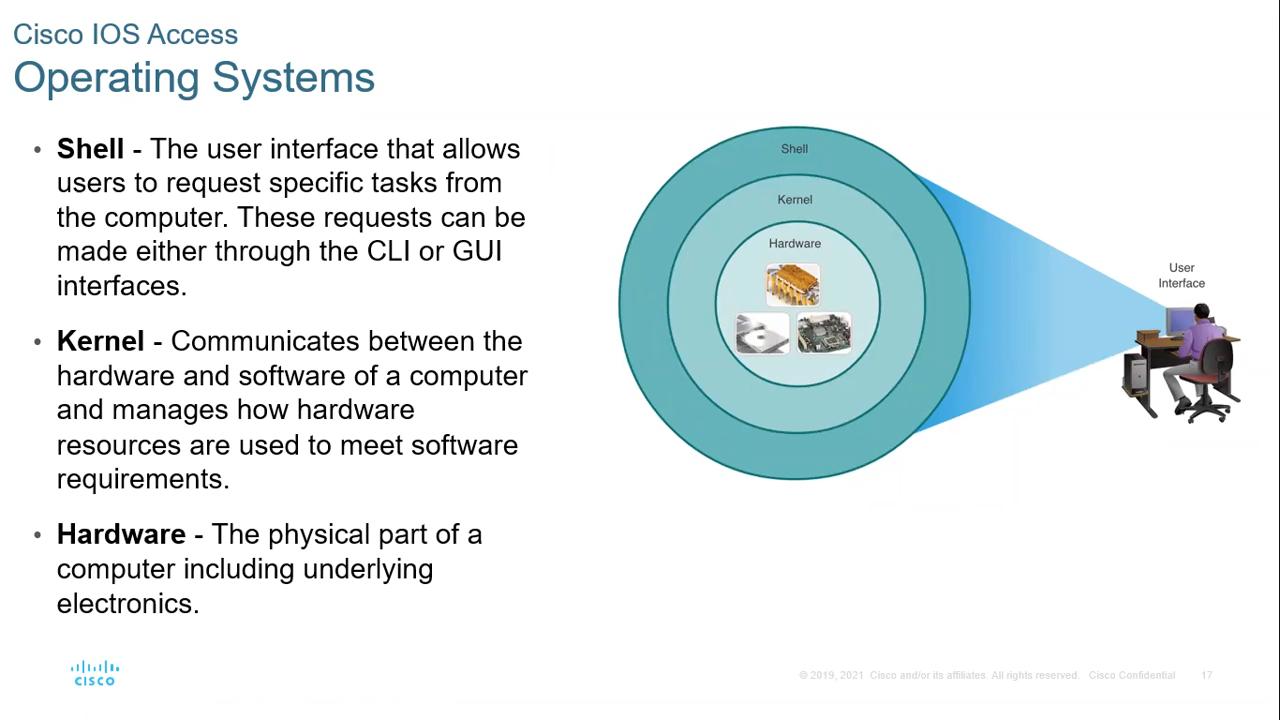 Cisco IOS Access
Operating Systems
• Shell - The user interface that allows
users to request specific tasks from
the computer. These requests can be
made either through the CLI or GUI
interfaces.
• Kernel - Communicates between the
hardware and software of a computer
and manages how hardware
resources are used to meet software
requirements.
• Hardware - The physical part of a
computer including underlying
electronics.
Shell
Kernel
Hardware
User
Interface
CISCO
© 2019, 2021 Cisco and/or its affiliates. All rights reserved. Cisco Confidential
17